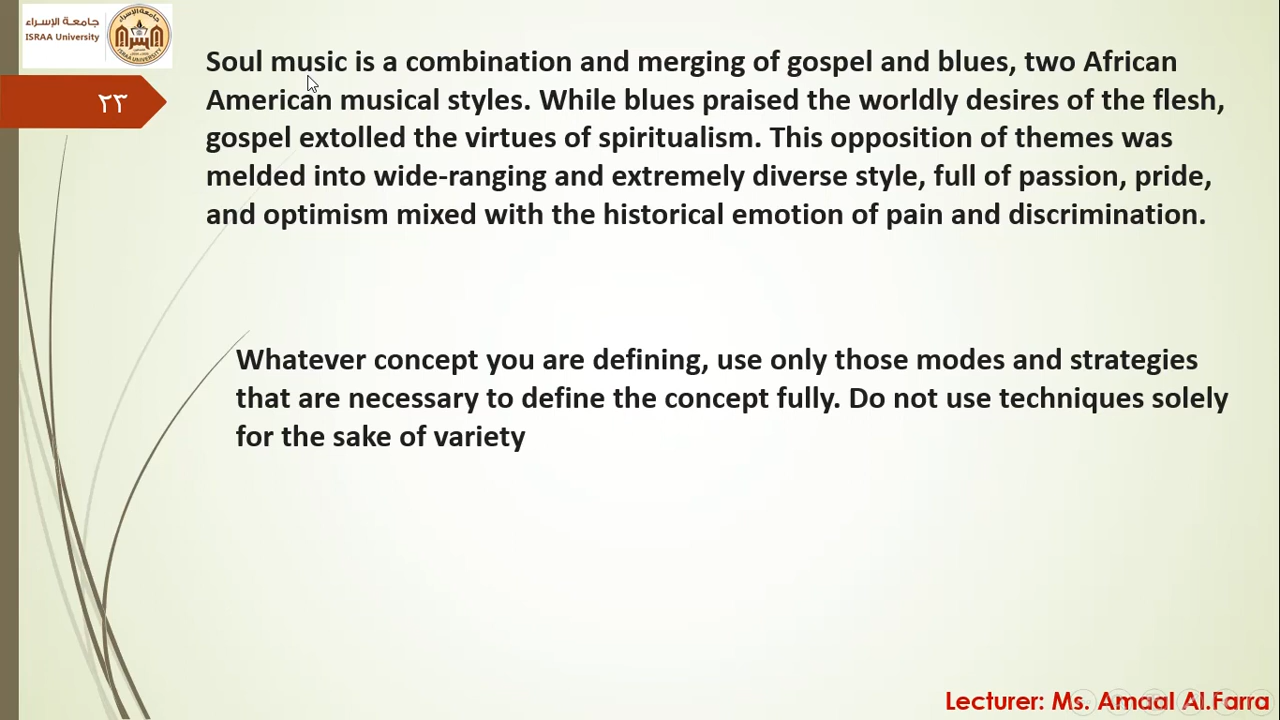 جامعة الإسراء
ISRAA University
ISRAA UNIVERSITY
٢٣
Soul music is a combination and merging of gospel and blues, two African
American musical styles. While blues praised the worldly desires of the flesh,
gospel extolled the virtues of spiritualism. This opposition of themes was
melded into wide-ranging and extremely diverse style, full of passion, pride,
and optimism mixed with the historical emotion of pain and discrimination.
Whatever concept you are defining, use only those modes and strategies
that are necessary to define the concept fully. Do not use techniques solely
for the sake of variety
Lecturer: Ms. Amaal Al.Farra